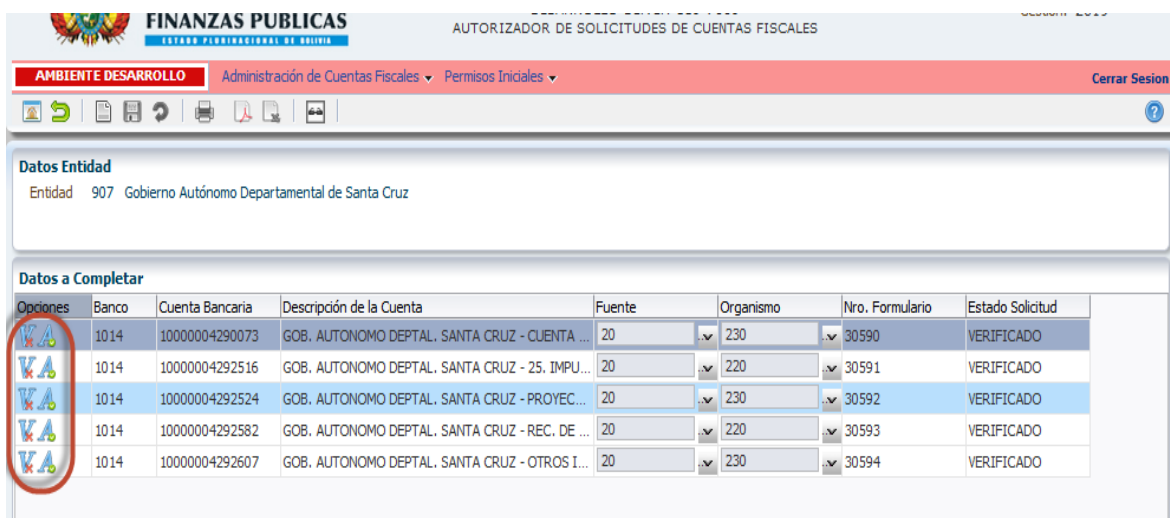 FINANZAS PUBLICAS
ESTADO PLURINACIONAL DE BOLIVIA
AUTORIZADOR DE SOLICITUDES DE CUENTAS FISCALES
AMBIENTE DESARROLLO Administración de Cuentas Fiscales Permisos Iniciales Cerrar Sesion
Datos Entidad
Entidad 907 Gobierno Autónomo Departamental de Santa Cruz
Datos a Completar
Opciones Banco Cuenta Bancaria Descripción de la Cuenta Fuente Organismo Nro. Formulario Estado Solicitud
1014 10000004290073 GOB. AUTONOMO DEPTAL. SANTA CRUZ - CUENTA ... 20 230 30590 VERIFICADO
1014 10000004292516 GOB. AUTONOMO DEPTAL. SANTA CRUZ - 25. IMPU... 20 220 30591 VERIFICADO
1014 10000004292524 GOB. AUTONOMO DEPTAL. SANTA CRUZ - PROYEC... 20 230 30592 VERIFICADO
1014 10000004292582 GOB. AUTONOMO DEPTAL. SANTA CRUZ - REC. DE ... 20 220 30593 VERIFICADO
1014 10000004292607 GOB. AUTONOMO DEPTAL. SANTA CRUZ - OTROS I... 20 230 30594 VERIFICADO